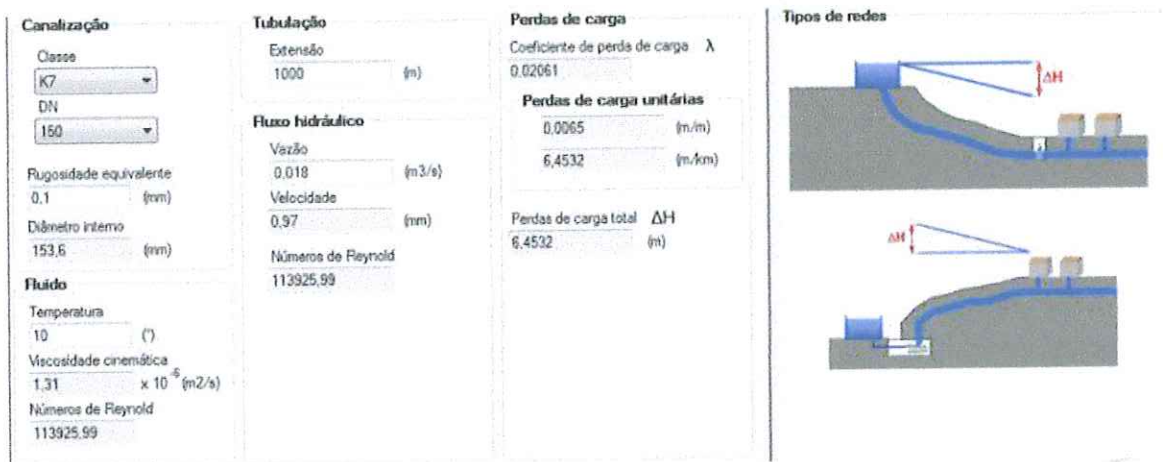 Canalização
Classe
K7
DN
150
Rugosidade equivalente
0,1 (mm)
Diâmetro interno
153,6 (mm)
Fluido
Temperatura
10 (°)
Viscosidade cinemática
1,31 x 10⁻⁶ (m2/s)
Números de Reynold
113925,99
Tubulação
Extensão
1000 (m)
Fluxo hidráulico
Vazão
0,018 (m3/s)
Velocidade
0,97 (mm)
Números de Reynold
113925,99
Perdas de carga
Coeficiente de perda de carga λ
0,02061
Perdas de carga unitárias
0,0065 (m/m)
6,4532 (m/km)
Perdas de carga total ΔH
6,4532 (m)
Tipos de redes
ΔH
ΔH